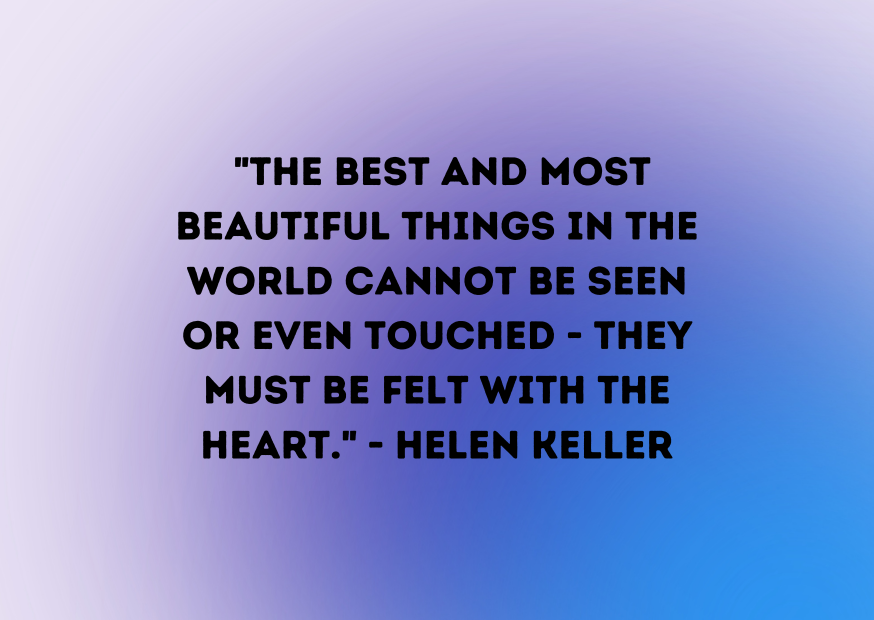 "THE BEST AND MOST
BEAUTIFUL THINGS IN THE
WORLD CANNOT BE SEEN
OR EVEN TOUCHED - THEY
MUST BE FELT WITH THE
HEART." - HELEN KELLER